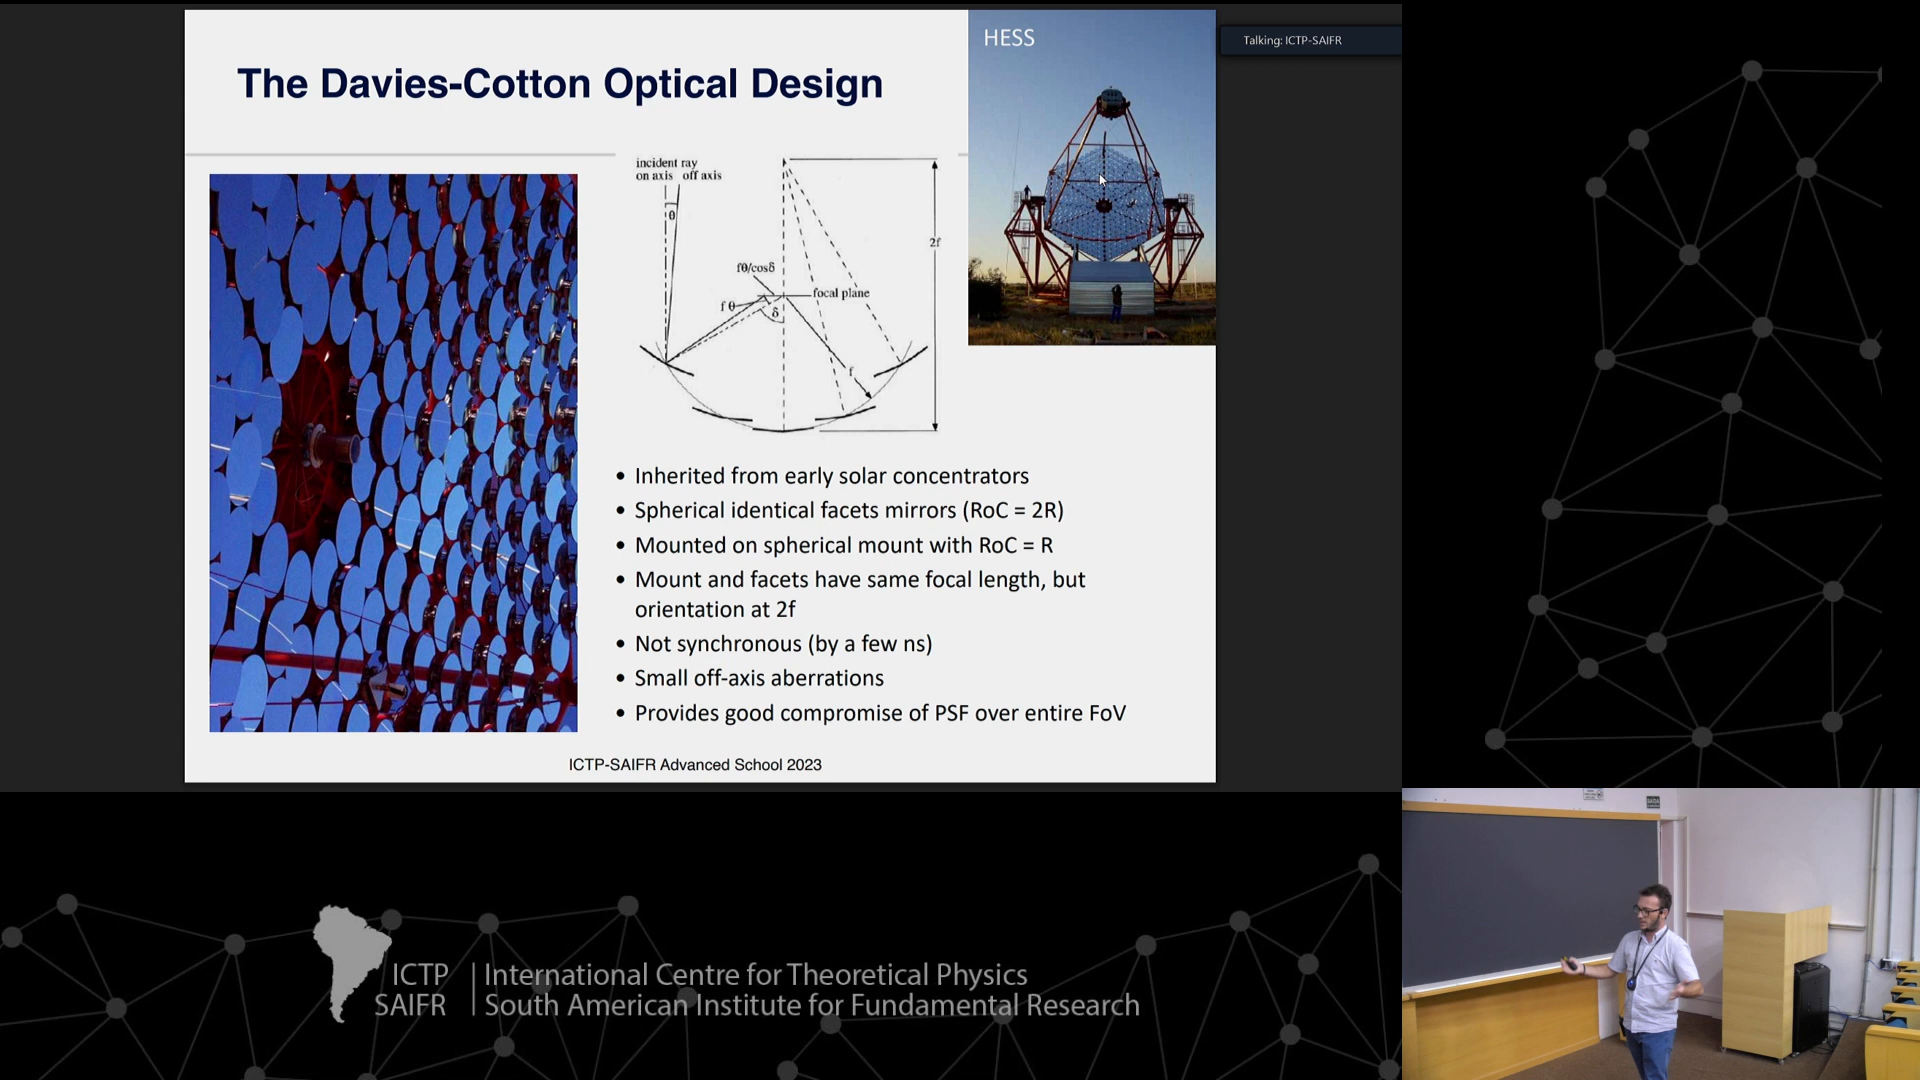 The Davies-Cotton Optical Design
HESS
Talking: ICTP-SAIFR
incident ray
on axis off axis
θ
2f
fθ/cosδ
focal plane
f θ
δ
f
• Inherited from early solar concentrators
• Spherical identical facets mirrors (RoC = 2R)
• Mounted on spherical mount with RoC = R
• Mount and facets have same focal length, but
orientation at 2f
• Not synchronous (by a few ns)
• Small off-axis aberrations
• Provides good compromise of PSF over entire FoV
ICTP-SAIFR Advanced School 2023
ICTP
SAIFR
International Centre for Theoretical Physics
South American Institute for Fundamental Research